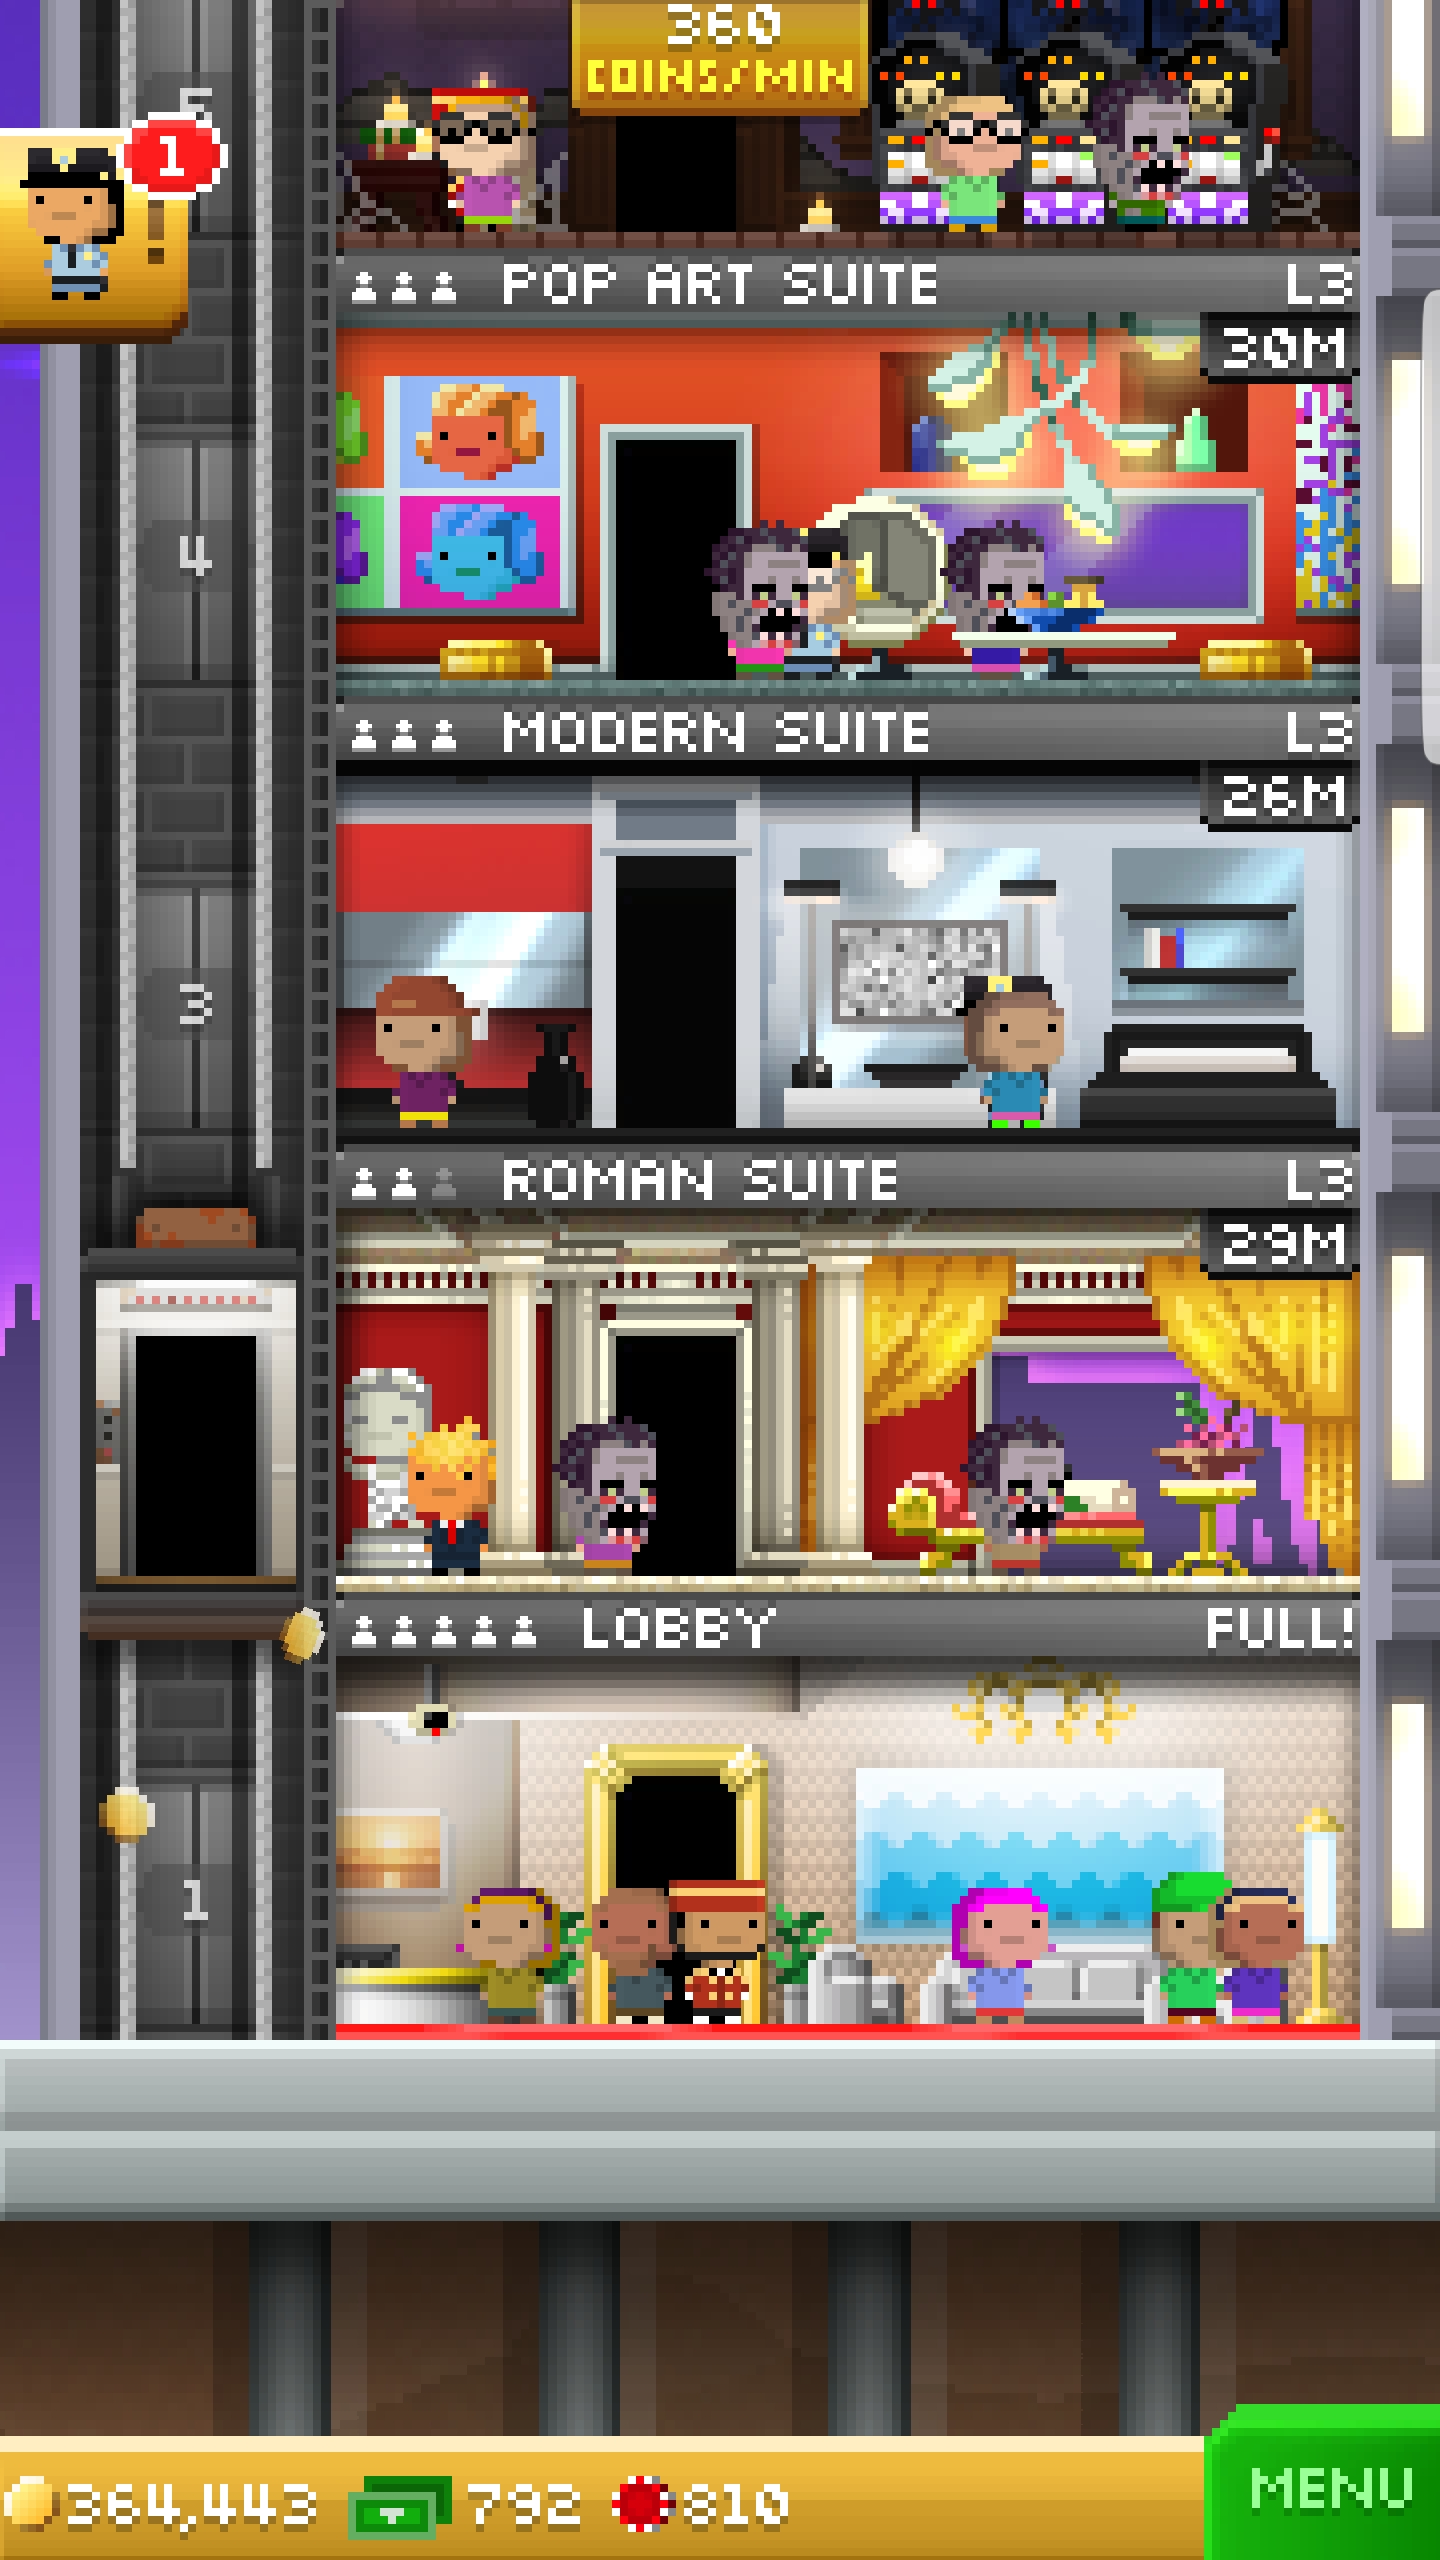 360
COINS/MIN
5
1
!
POP ART SUITE L3
30M
4
MODERN SUITE L3
26M
3
ROMAN SUITE L3
29M
LOBBY FULL!
1
364,443 792 810
MENU